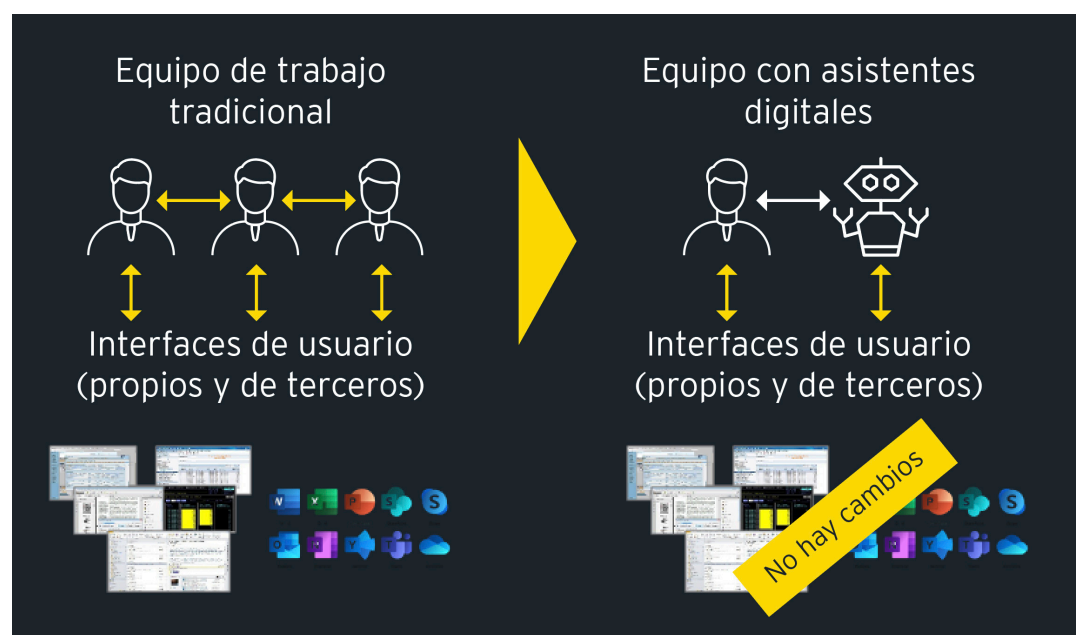 Equipo de trabajo
tradicional
Interfaces de usuario
(propios y de terceros)
Equipo con asistentes
digitales
Interfaces de usuario
(propios y de terceros)
No hay cambios